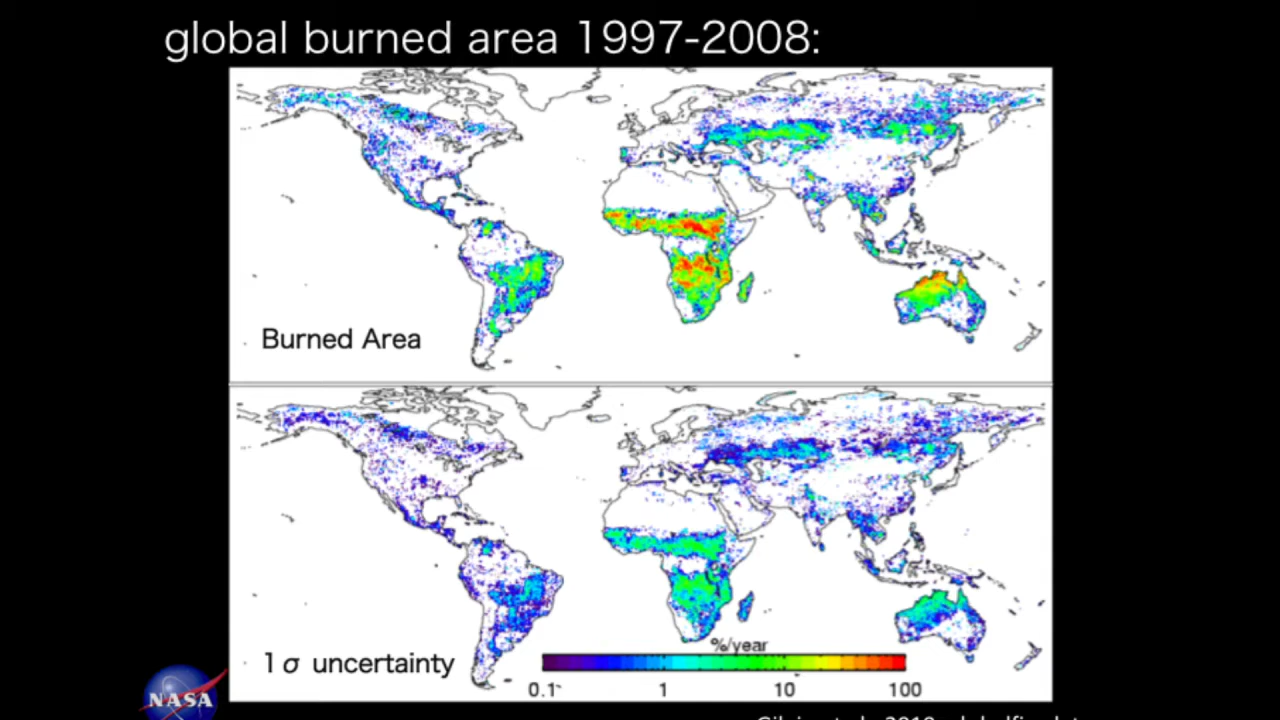 global burned area 1997-2008:
Burned Area
1σ uncertainty
%/year
0.1 1 10 100
NASA